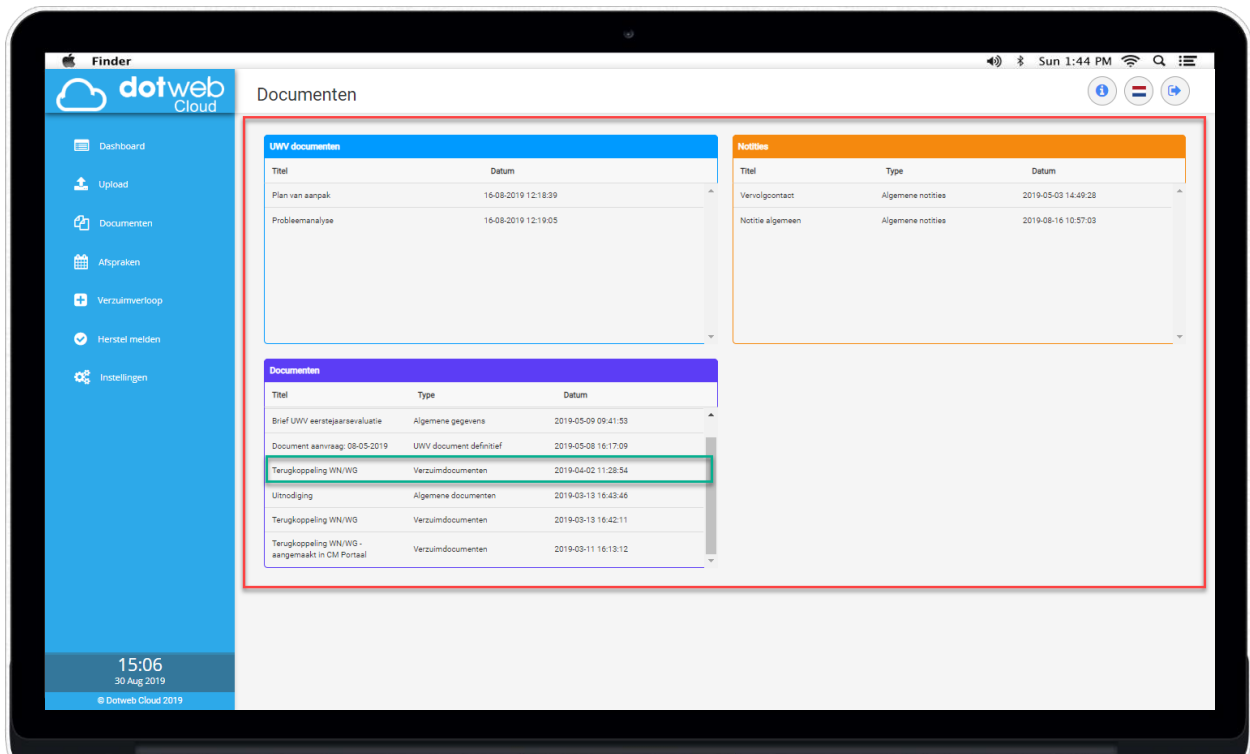 Finder
Sun 1:44 PM
dotweb
Cloud
Documenten
Dashboard
Upload
Documenten
Afspraken
Verzuimverloop
Herstel melden
Instellingen
15:06
30 Aug 2019
© Dotweb Cloud 2019
UWV documenten
Titel Datum
Plan van aanpak 16-08-2019 12:18:39
Probleemanalyse 16-08-2019 12:19:05
Notities
Titel Type Datum
Vervolgcontact Algemene notities 2019-05-03 14:49:28
Notitie algemeen Algemene notities 2019-08-16 10:57:03
Documenten
Titel Type Datum
Brief UWV eerstejaarsevaluatie Algemene gegevens 2019-05-09 09:41:53
Document aanvraag: 08-05-2019 UWV document definitief 2019-05-08 16:17:09
Terugkoppeling WN/WG Verzuimdocumenten 2019-04-02 11:28:54
Uitnodiging Algemene documenten 2019-03-13 16:43:46
Terugkoppeling WN/WG Verzuimdocumenten 2019-03-13 16:42:11
Terugkoppeling WN/WG -
aangemaakt in CM Portaal Verzuimdocumenten 2019-03-11 16:13:12